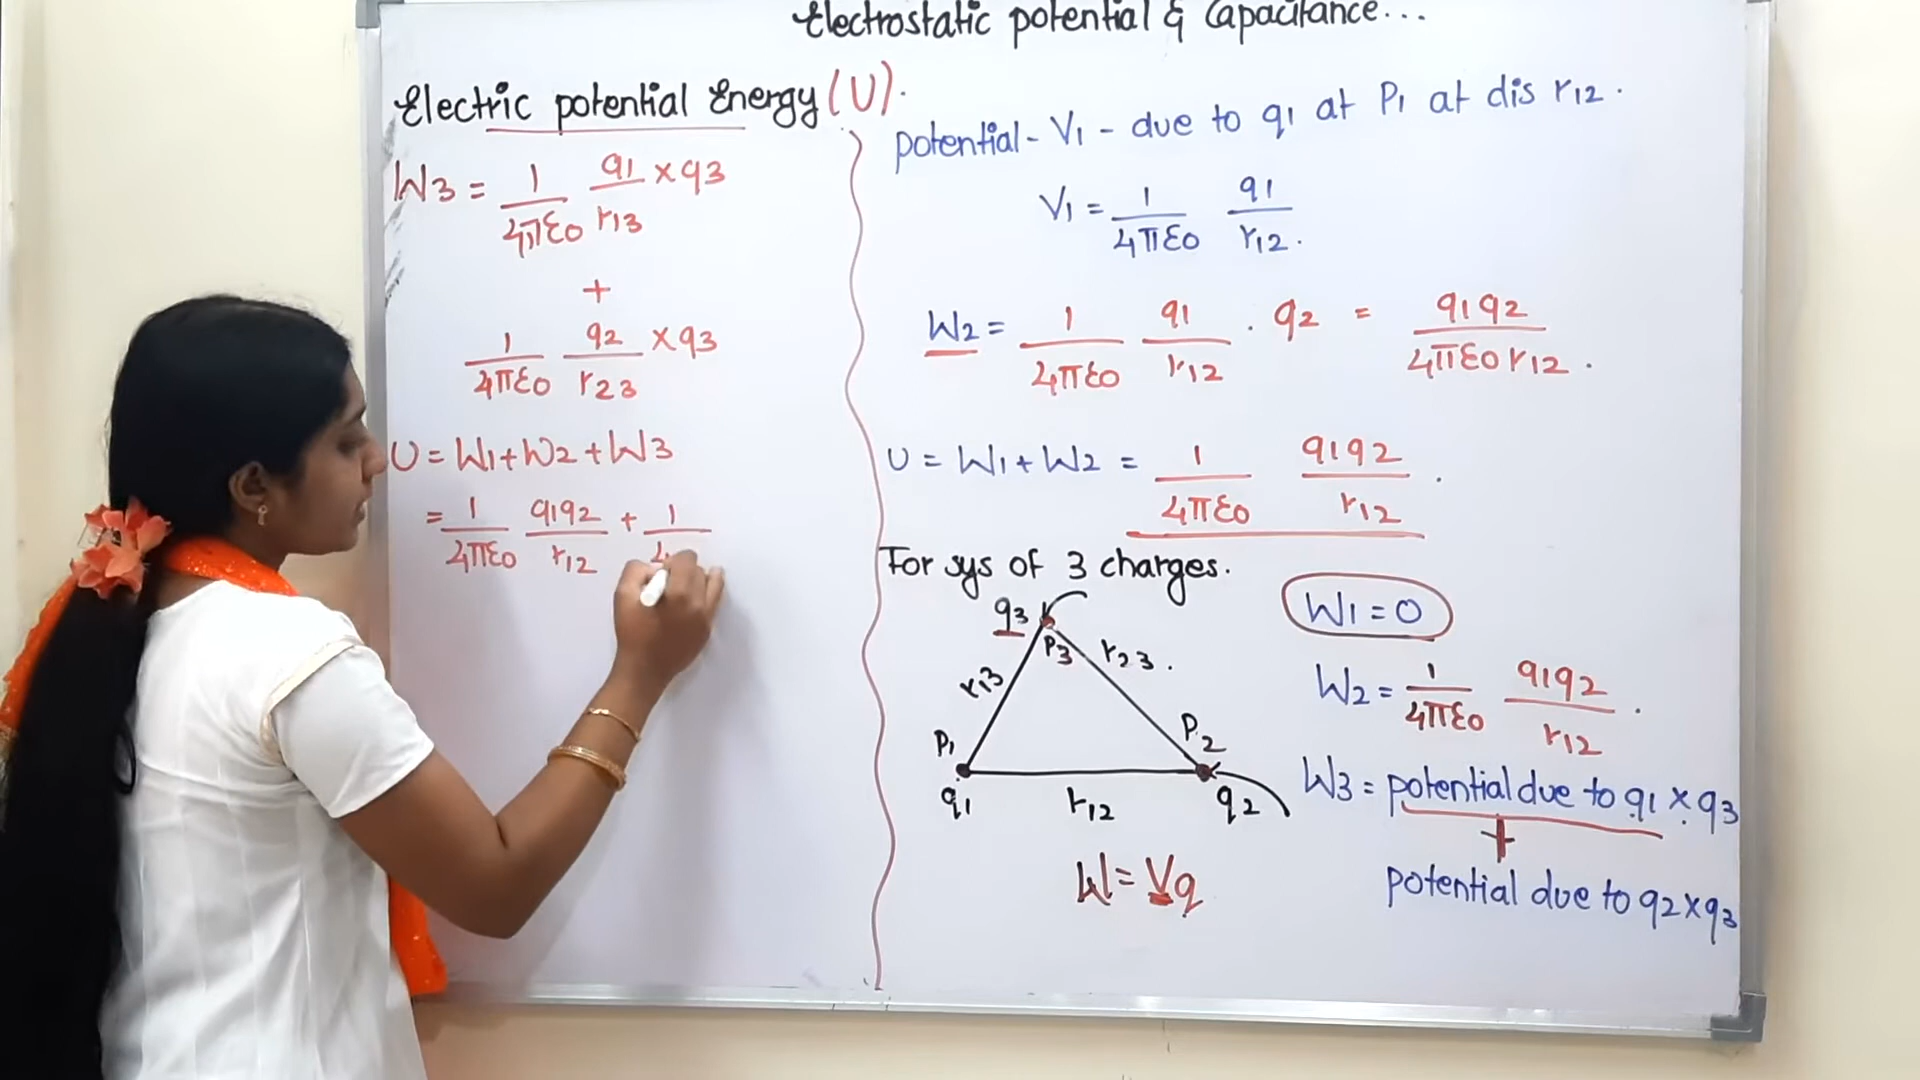 Electrostatic potential & Capacitance...
Electric potential Energy (U).
W3 = 1/4πε0 q1/r13 × q3
+
1/4πε0 q2/r23 × q3
U = W1 + W2 + W3
= 1/4πε0 q1q2/r12 + 1/4
potential - V1 - due to q1 at P1 at dis r12.
V1 = 1/4πε0 q1/r12.
W2 = 1/4πε0 q1/r12 . q2 = q1q2/4πε0 r12.
U = W1 + W2 = 1/4πε0 q1q2/r12.
For sys of 3 charges.
q3
P3
r23.
r13
P1
P2
q1
r12
q2
W = Vq
W1 = 0
W2 = 1/4πε0 q1q2/r12.
W3 = potential due to q1 × q3
+
potential due to q2 × q3